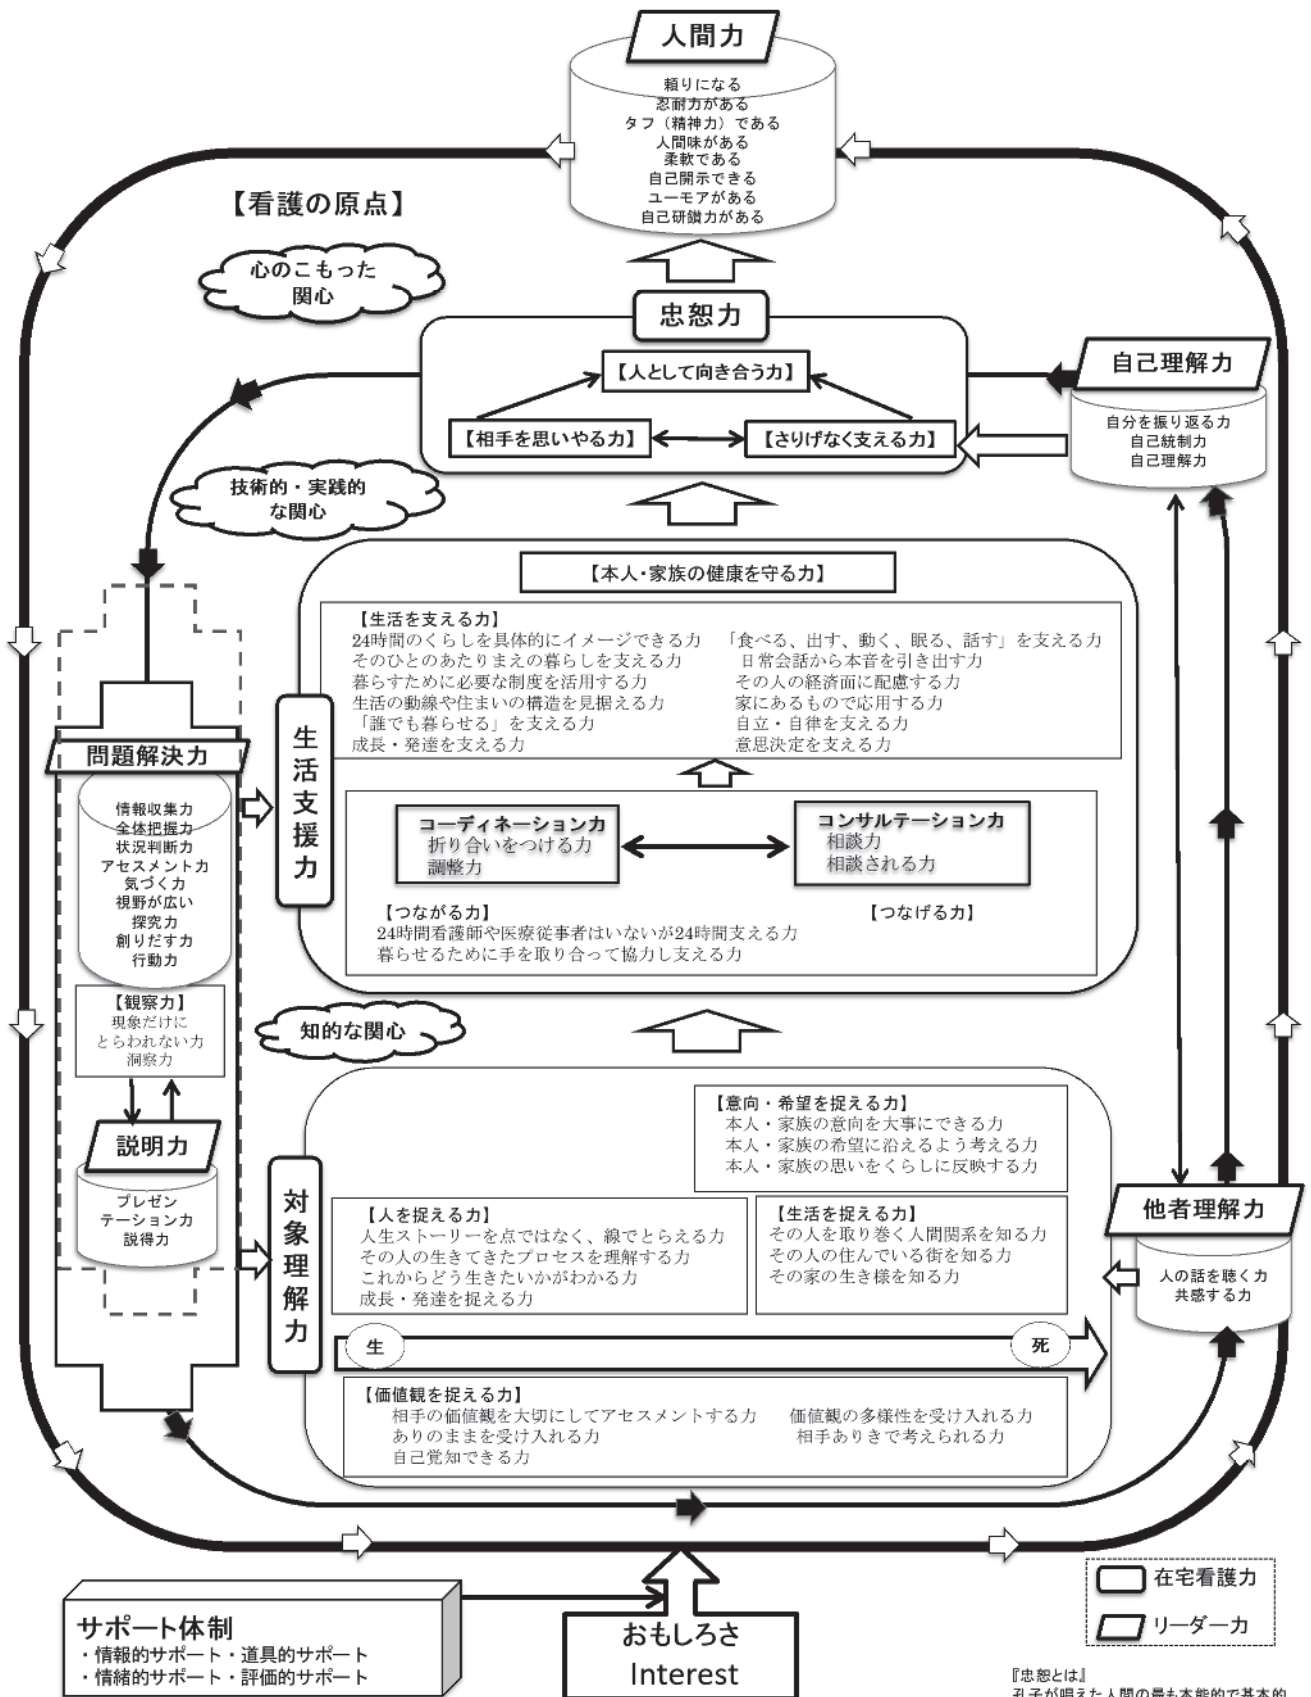 人間力
頼りになる
忍耐力がある
タフ（精神力）である
人間味がある
柔軟である
自己開示できる
ユーモアがある
自己研鑽力がある
【看護の原点】
心のこもった
関心
忠恕力
【人として向き合う力】
【相手を思いやる力】
【さりげなく支える力】
自己理解力
自分を振り返る力
自己統制力
自己理解力
技術的・実践的
な関心
【本人・家族の健康を守る力】
生活支援力
【生活を支える力】
24時間のくらしを具体的にイメージできる力
そのひとのあたりまえの暮らしを支える力
暮らすために必要な制度を活用する力
生活の動線や住まいの構造を見据える力
「誰でも暮らせる」を支える力
成長・発達を支える力
「食べる、出す、動く、眠る、話す」を支える力
日常会話から本音を引き出す力
その人の経済面に配慮する力
家にあるもので応用する力
自立・自律を支える力
意思決定を支える力
コーディネーション力
折り合いをつける力
調整力
コンサルテーション力
相談力
相談される力
【つながる力】
【つなげる力】
24時間看護師や医療従事者はいないが24時間支える力
暮らせるために手を取り合って協力し支える力
問題解決力
情報収集力
全体把握力
状況判断力
アセスメント力
気づく力
視野が広い
探究力
創りだす力
行動力
【観察力】
現象だけに
とらわれない力
洞察力
説明力
プレゼン
テーション力
説得力
知的な関心
対象理解力
【意向・希望を捉える力】
本人・家族の意向を大事にできる力
本人・家族の希望に沿えるよう考える力
本人・家族の思いをくらしに反映する力
【人を捉える力】
人生ストーリーを点ではなく、線でとらえる力
その人の生きてきたプロセスを理解する力
これからどう生きたいかがわかる力
成長・発達を捉える力
【生活を捉える力】
その人を取り巻く人間関係を知る力
その人の住んでいる街を知る力
その家の生き様を知る力
生
死
【価値観を捉える力】
相手の価値観を大切にしてアセスメントする力
ありのままを受け入れる力
自己覚知できる力
価値観の多様性を受け入れる力
相手ありきで考えられる力
他者理解力
人の話を聴く力
共感する力
サポート体制
・情報的サポート・道具的サポート
・情緒的サポート・評価的サポート
おもしろさ
Interest
在宅看護力
リーダー力
『忠恕とは』
孔子が唱えた人間の最も本能的で基本的